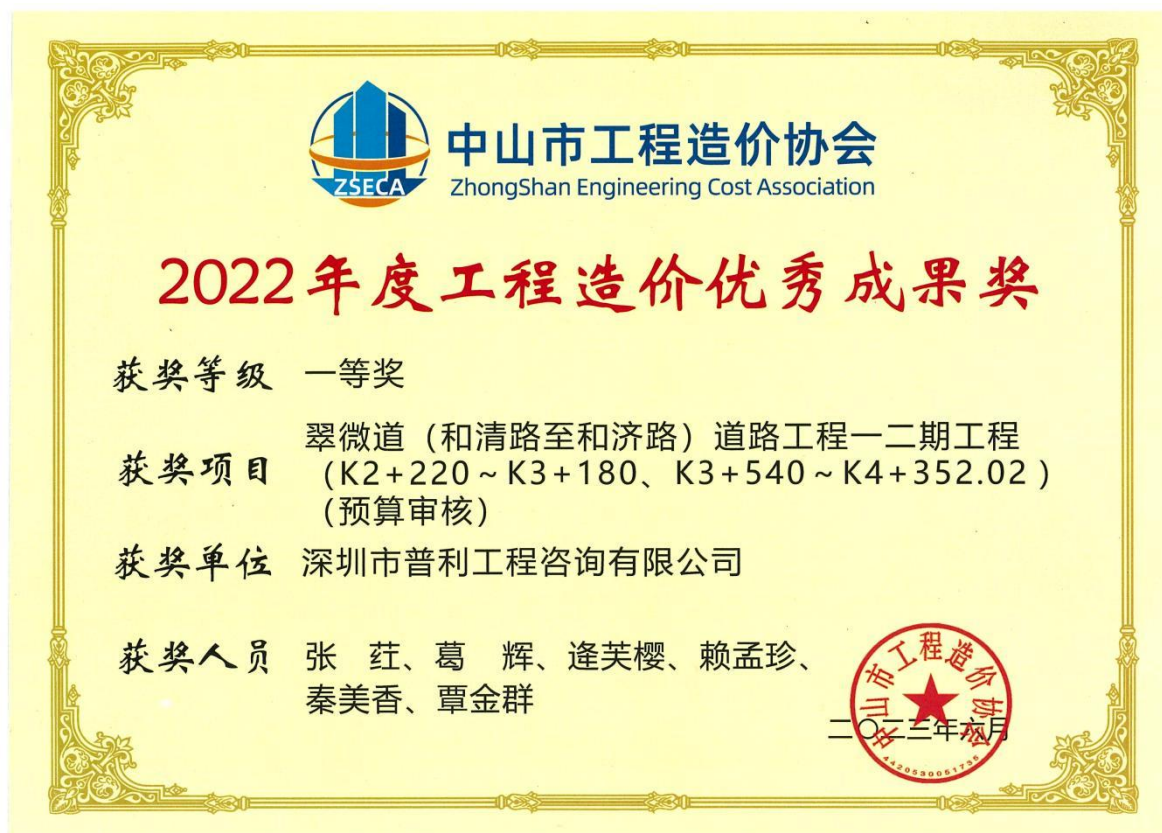 ZSECA
中山市工程造价协会
ZhongShan Engineering Cost Association
2022年度工程造价优秀成果奖
获奖等级 一等奖
获奖项目 翠微道（和清路至和济路）道路工程一二期工程
（K2+220～K3+180、K3+540～K4+352.02）
（预算审核）
获奖单位 深圳市普利工程咨询有限公司
获奖人员 张 荭、葛 辉、逄芙樱、赖孟珍、
秦美香、覃金群
中山市工程造价协会
二〇二三年六月
4420530051735